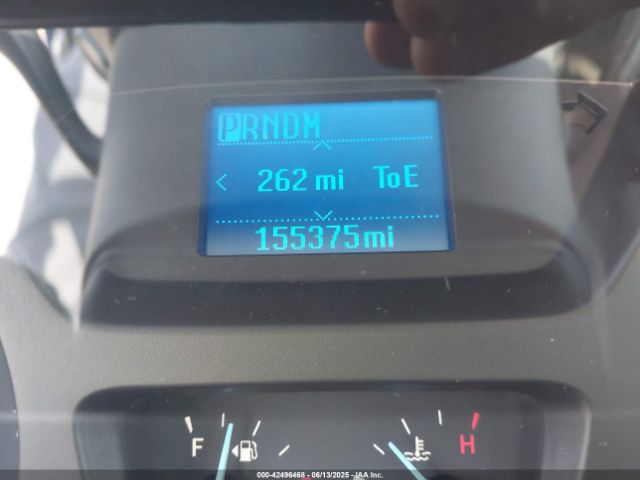 PRNDM
< 262 mi ToE
155375mi
F H
000-42496468 - 06/13/2025 - IAA Inc.